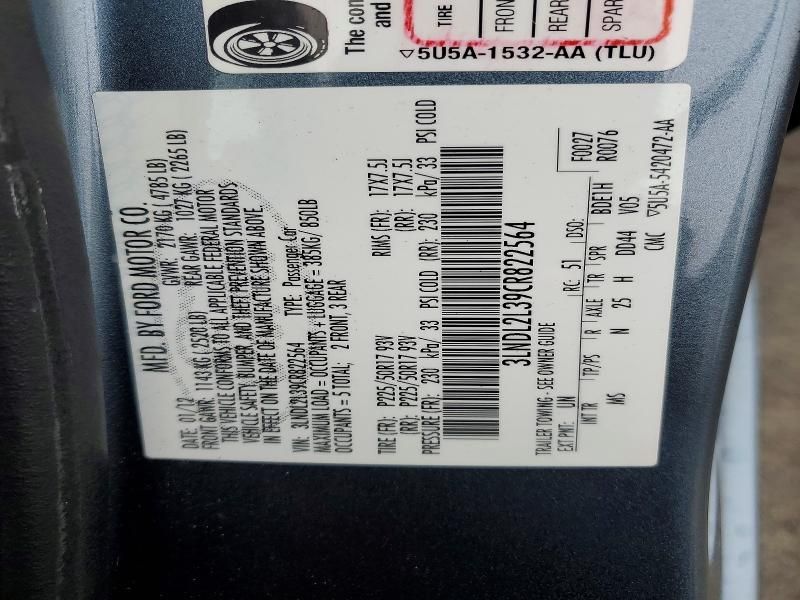 The con
and
TIRE
FRON
REAR
SPAR
▽5U5A-1532-AA (TLU)
MFD. BY FORD MOTOR CO.
DATE: 01/12 GVWR: 2170 KG ( 4785 LB)
FRONT GAWR: 1143 KG ( 2520 LB) REAR GAWR: 1027 KG ( 2265 LB)
THIS VEHICLE CONFORMS TO ALL APPLICABLE FEDERAL MOTOR
VEHICLE SAFETY, BUMPER, AND THEFT PREVENTION STANDARDS
IN EFFECT ON THE DATE OF MANUFACTURE SHOWN ABOVE.
VIN: 3LNDL2L39CR822564 TYPE: Passenger Car
MAXIMUM LOAD = OCCUPANTS + LUGGAGE = 385KG/ 850LB
OCCUPANTS = 5 TOTAL; 2 FRONT, 3 REAR
TIRE (FR): P225/50R17 93V RIMS (FR): 17X7.5J
(RR): P225/50R17 93V (RR): 17X7.5J
PRESSURE (FR): 230 kPa/ 33 PSI COLD (RR): 230 kPa/ 33 PSI COLD
3LNDL2L39CR822564
TRAILER TOWING - SEE OWNER GUIDE
EXT PNT: UN RC: 51 DSO: F0027
BDE1H R0076
INT TR TP/PS R AXLE TR SPR
MS N 25 H DD44 V05
CMC ▽5U5A-5420472-AA